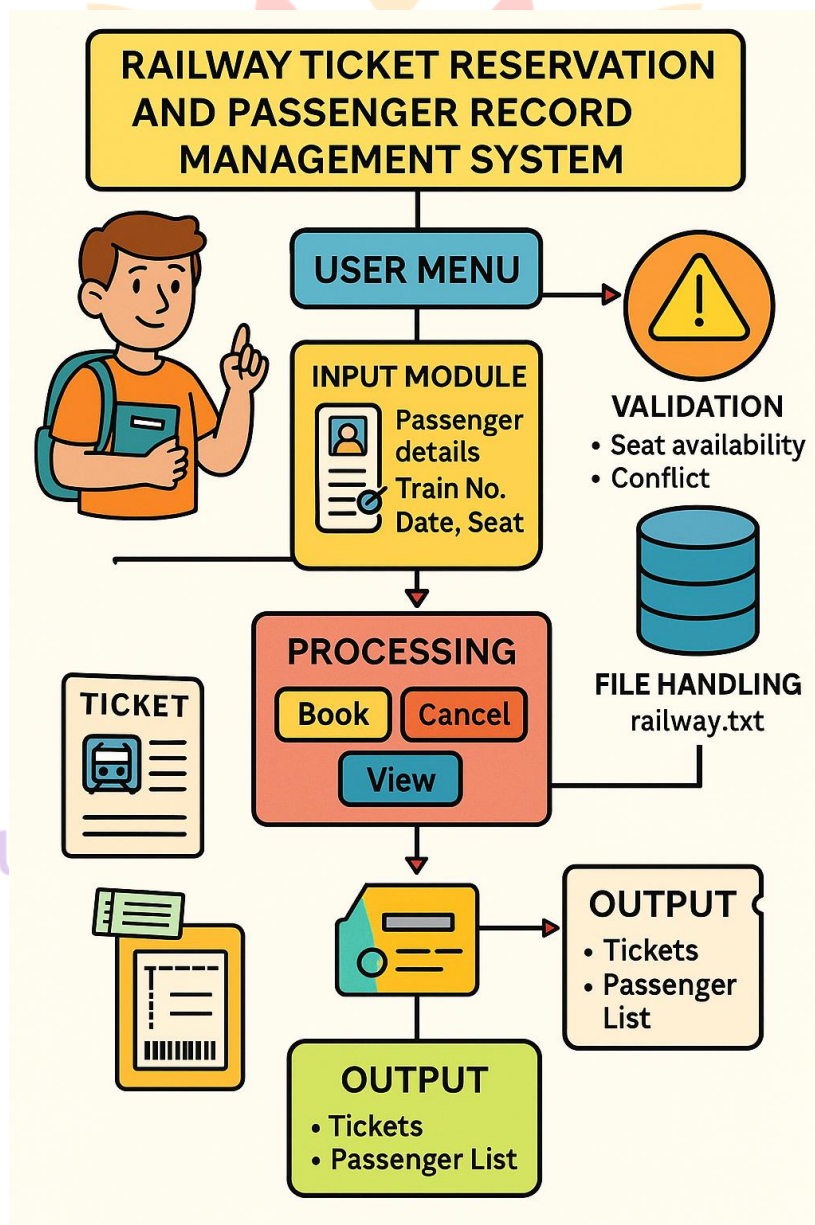 RAILWAY TICKET RESERVATION
AND PASSENGER RECORD
MANAGEMENT SYSTEM
USER MENU
INPUT MODULE
Passenger
details
Train No.
Date, Seat
VALIDATION
• Seat availability
• Conflict
FILE HANDLING
railway.txt
PROCESSING
Book
Cancel
View
TICKET
OUTPUT
• Tickets
• Passenger
List
OUTPUT
• Tickets
• Passenger List